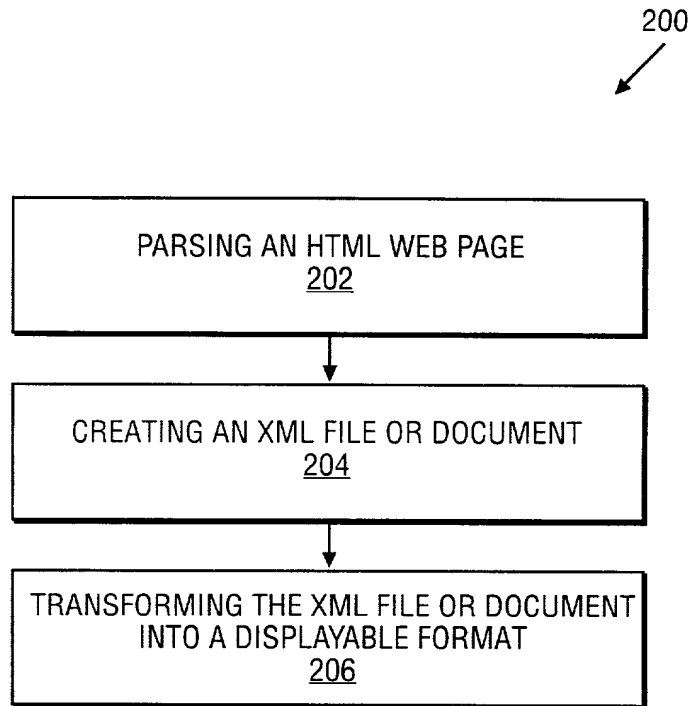 200
PARSING AN HTML WEB PAGE
202
CREATING AN XML FILE OR DOCUMENT
204
TRANSFORMING THE XML FILE OR DOCUMENT
INTO A DISPLAYABLE FORMAT
206